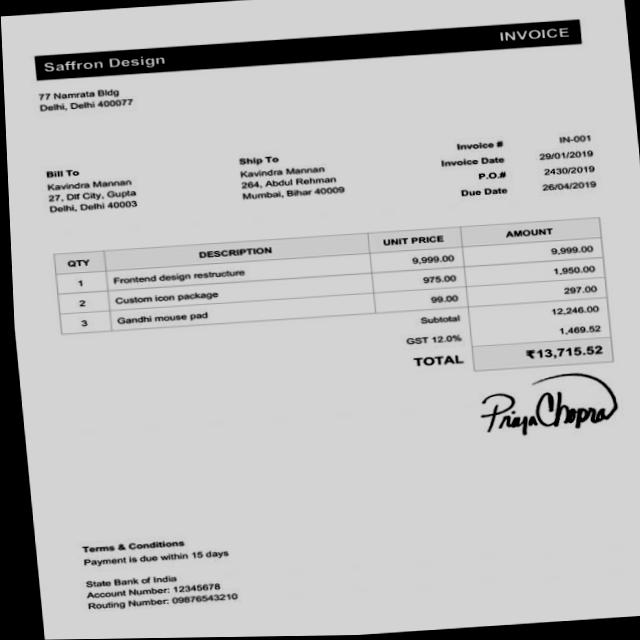 Saffron Design INVOICE
77 Namrata Bldg
Delhi, Delhi 400077
Bill To
Kavindra Mannan
27, Dlf City, Gupta
Delhi, Delhi 40003
Ship To
Kavindra Mannan
264, Abdul Rehman
Mumbai, Bihar 40009
Invoice # IN-001
Invoice Date 29/01/2019
P.O.# 2430/2019
Due Date 26/04/2019
QTY DESCRIPTION UNIT PRICE AMOUNT
1 Frontend design restructure 9,999.00 9,999.00
2 Custom icon package 975.00 1,950.00
3 Gandhi mouse pad 99.00 297.00
Subtotal 12,246.00
GST 12.0% 1,469.52
TOTAL ₹13,715.52
Priya Chopra
Terms & Conditions
Payment is due within 15 days
State Bank of India
Account Number: 12345678
Routing Number: 09876543210